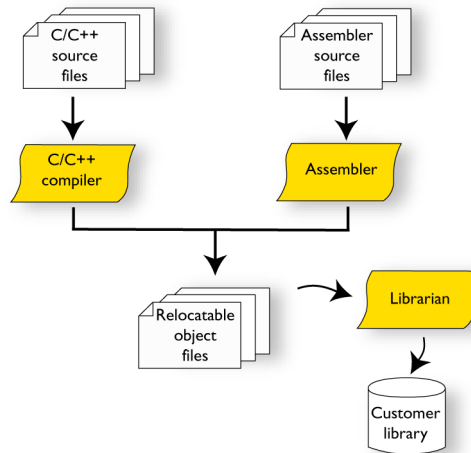 C/C++
source
files
Assembler
source
files
C/C++
compiler
Assembler
Relocatable
object
files
Librarian
Customer
library